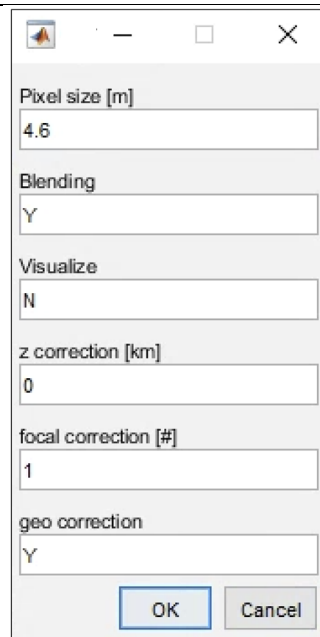 Pixel size [m]
4.6
Blending
Y
Visualize
N
z correction [km]
0
focal correction [#]
1
geo correction
Y
OK Cancel